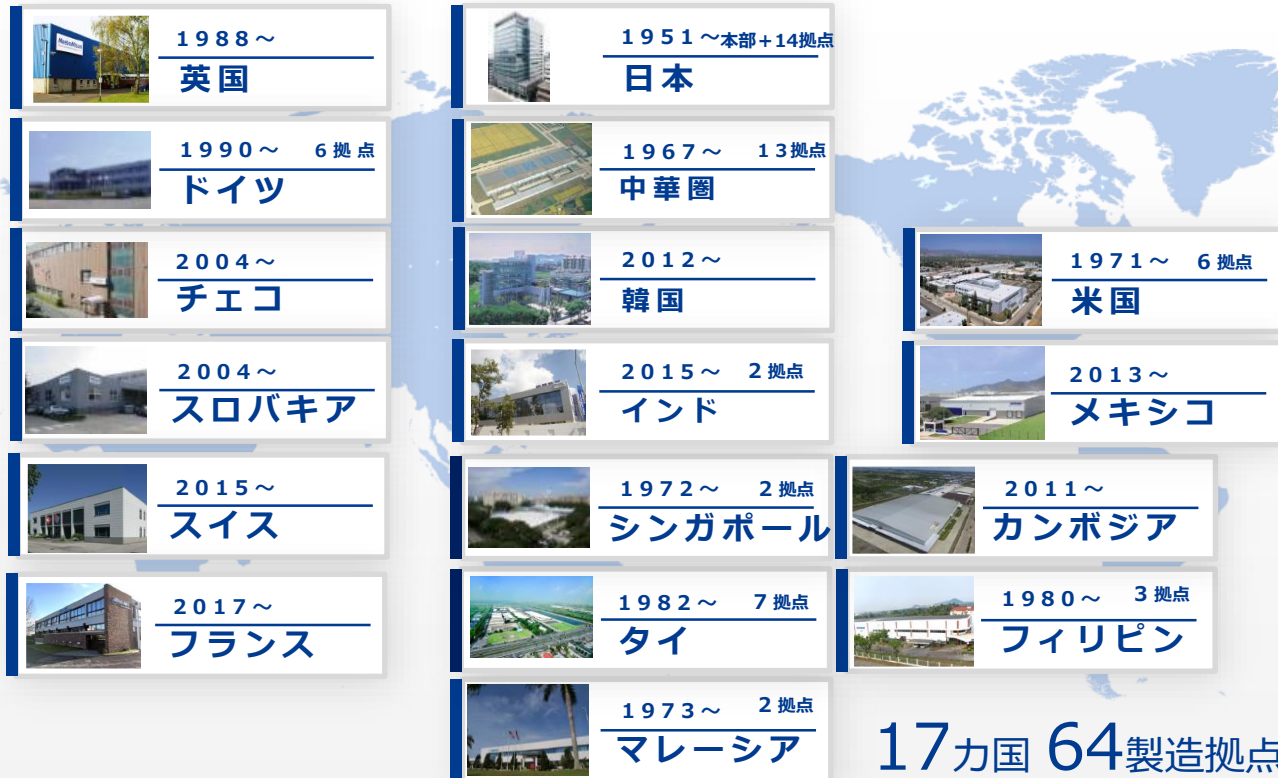 1988～
英国
1990～ 6拠点
ドイツ
2004～
チェコ
2004～
スロバキア
2015～
スイス
2017～
フランス
1951～本部+14拠点
日本
1967～ 13拠点
中華圏
2012～
韓国
2015～ 2拠点
インド
1972～ 2拠点
シンガポール
1982～ 7拠点
タイ
1973～ 2拠点
マレーシア
1971～ 6拠点
米国
2013～
メキシコ
2011～
カンボジア
1980～ 3拠点
フィリピン
17カ国 64製造拠点